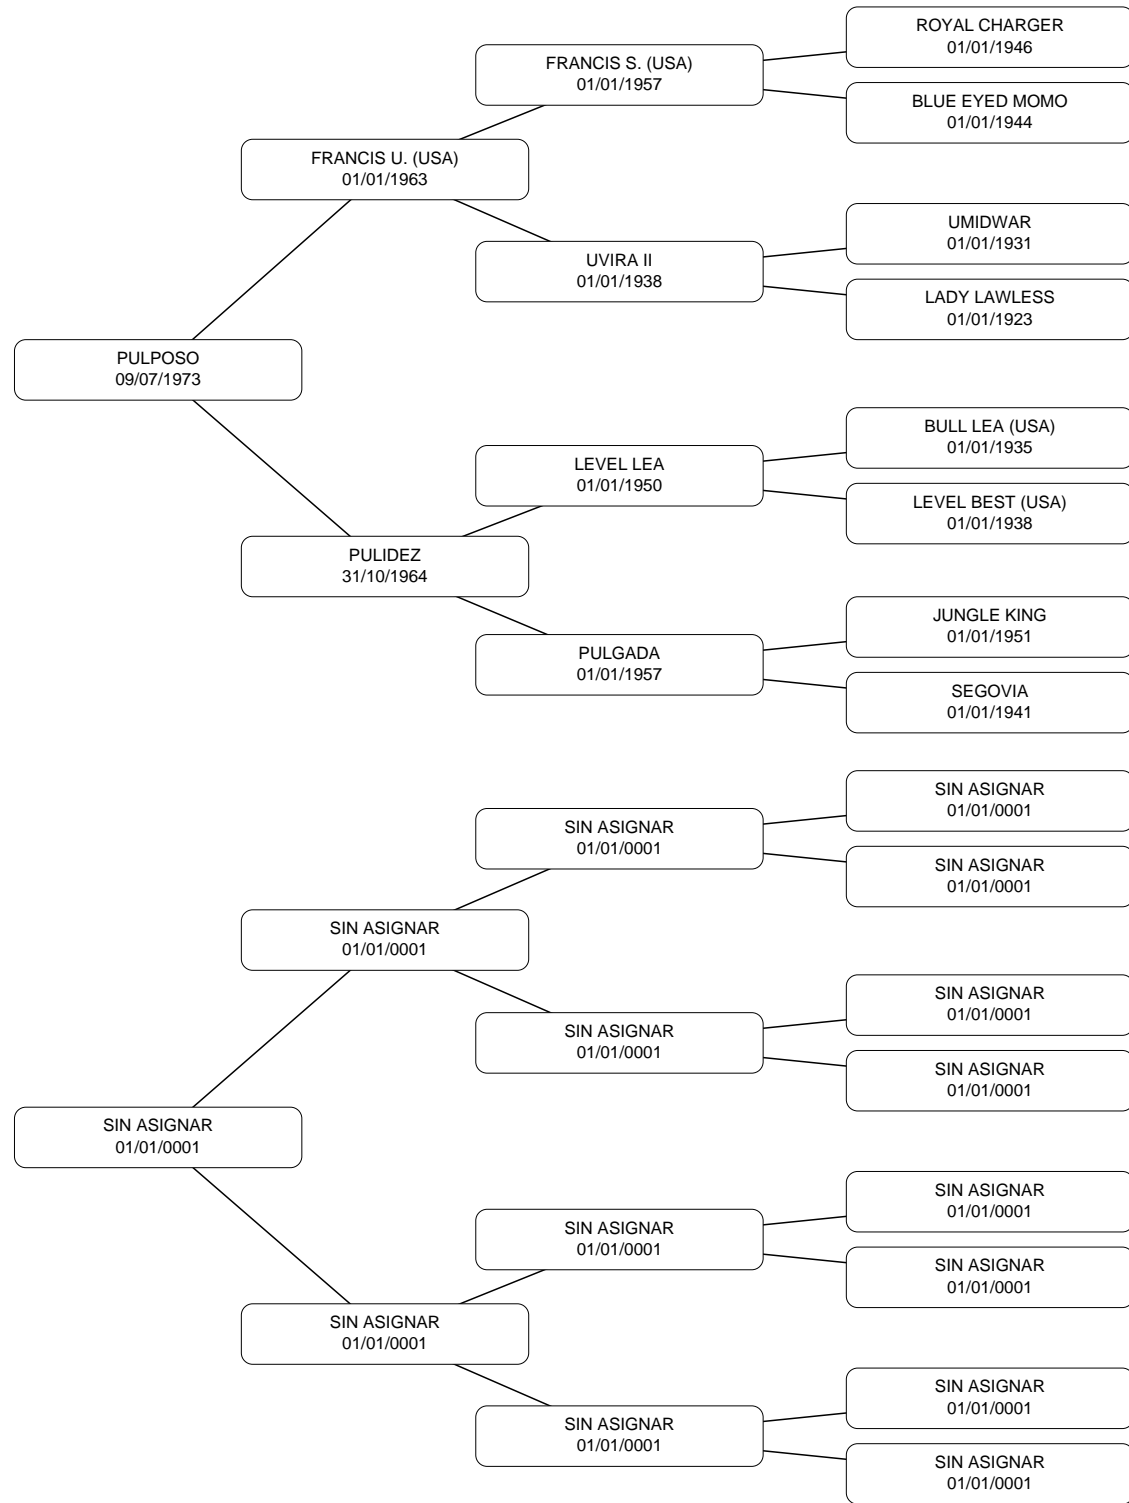 ROYAL CHARGER
01/01/1946
FRANCIS S. (USA)
01/01/1957
BLUE EYED MOMO
01/01/1944
FRANCIS U. (USA)
01/01/1963
UMIDWAR
01/01/1931
UVIRA II
01/01/1938
LADY LAWLESS
01/01/1923
PULPOSO
09/07/1973
BULL LEA (USA)
01/01/1935
LEVEL LEA
01/01/1950
LEVEL BEST (USA)
01/01/1938
PULIDEZ
31/10/1964
JUNGLE KING
01/01/1951
PULGADA
01/01/1957
SEGOVIA
01/01/1941
SIN ASIGNAR
01/01/0001
SIN ASIGNAR
01/01/0001
SIN ASIGNAR
01/01/0001
SIN ASIGNAR
01/01/0001
SIN ASIGNAR
01/01/0001
SIN ASIGNAR
01/01/0001
SIN ASIGNAR
01/01/0001
SIN ASIGNAR
01/01/0001
SIN ASIGNAR
01/01/0001
SIN ASIGNAR
01/01/0001
SIN ASIGNAR
01/01/0001
SIN ASIGNAR
01/01/0001
SIN ASIGNAR
01/01/0001
SIN ASIGNAR
01/01/0001
SIN ASIGNAR
01/01/0001